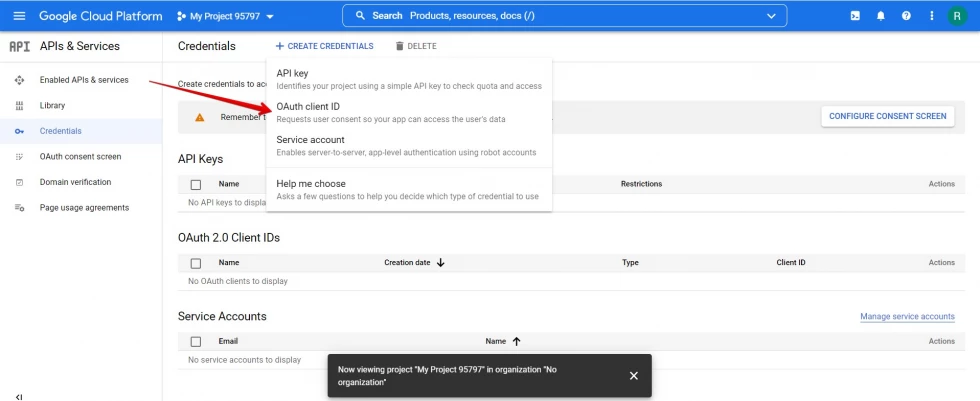 Google Cloud Platform
My Project 95797
Search Products, resources, docs (/)
R
API APIs & Services
Credentials
+ CREATE CREDENTIALS
DELETE
Enabled APIs & services
Library
Credentials
OAuth consent screen
Domain verification
Page usage agreements
Create credentials to
API key
Identifies your project using a simple API key to check quota and access
OAuth client ID
Requests user consent so your app can access the user's data
Service account
Enables server-to-server, app-level authentication using robot accounts
Help me choose
Asks a few questions to help you decide which type of credential to use
Remember
CONFIGURE CONSENT SCREEN
API Keys
Name
Restrictions
Actions
No API keys to displa
OAuth 2.0 Client IDs
Name
Creation date
Type
Client ID
Actions
No OAuth clients to display
Service Accounts
Manage service accounts
Email
Name
Actions
No service accounts to display
Now viewing project "My Project 95797" in organization "No
organization"